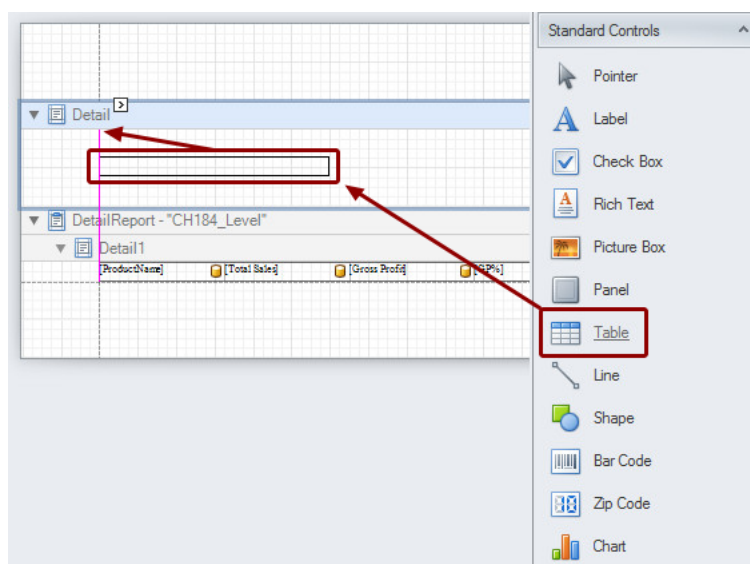 Standard Controls
Pointer
Detail
Label
Check Box
Rich Text
DetailReport - "CH184_Level"
Detail1
Picture Box
[ProductName] [Total Sales] [Gross Profit] [GP%]
Panel
Table
Line
Shape
Bar Code
Zip Code
Chart